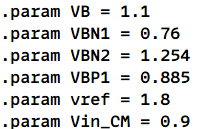 .param VB = 1.1
.param VBN1 = 0.76
.param VBN2 = 1.254
.param VBP1 = 0.885
.param vref = 1.8
.param Vin_CM = 0.9